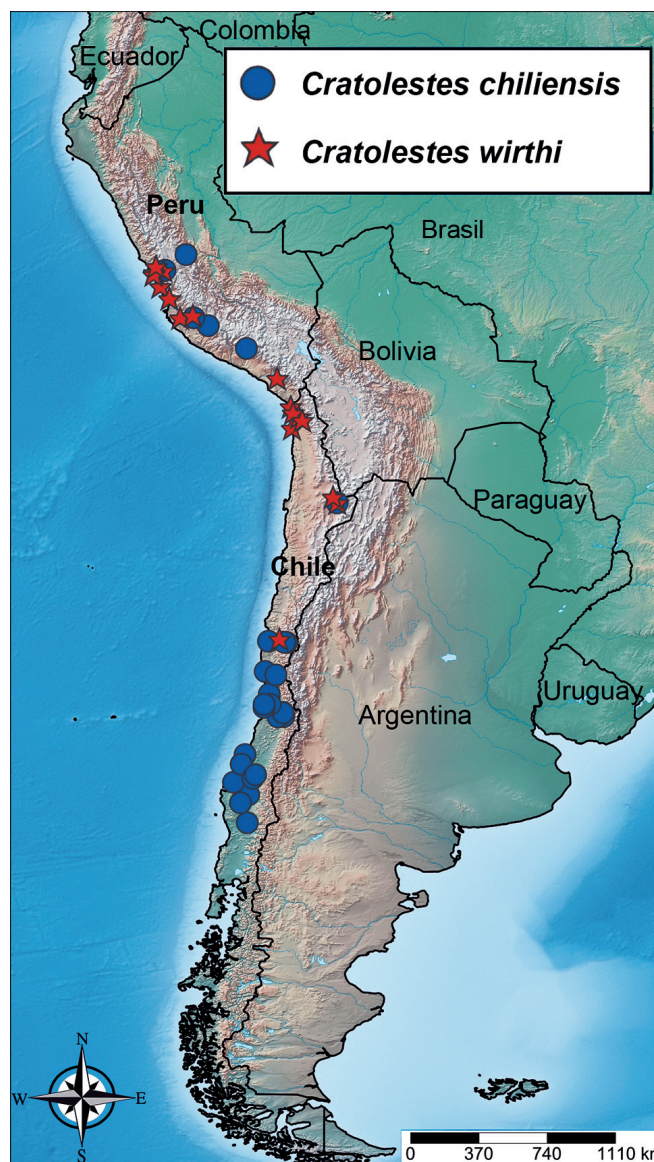 Colombia
Ecuador
Cratolestes chiliensis
Cratolestes wirthi
Peru
Brasil
Bolivia
Paraguay
Chile
Uruguay
Argentina
N
W E
S
0 370 740 1110 km